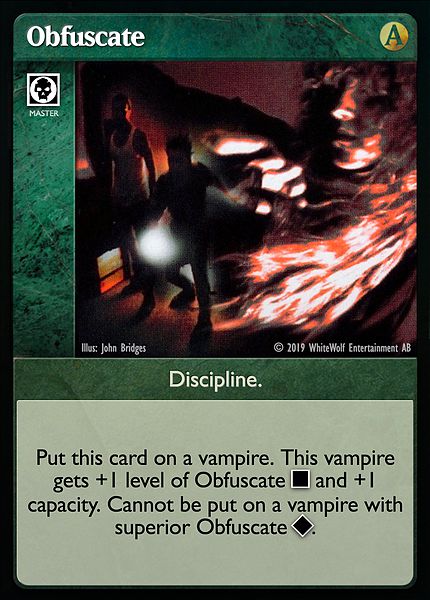 Obfuscate
A
MASTER
Illus: John Bridges
© 2019 WhiteWolf Entertainment AB
Discipline.
Put this card on a vampire. This vampire
gets +1 level of Obfuscate and +1
capacity. Cannot be put on a vampire with
superior Obfuscate .